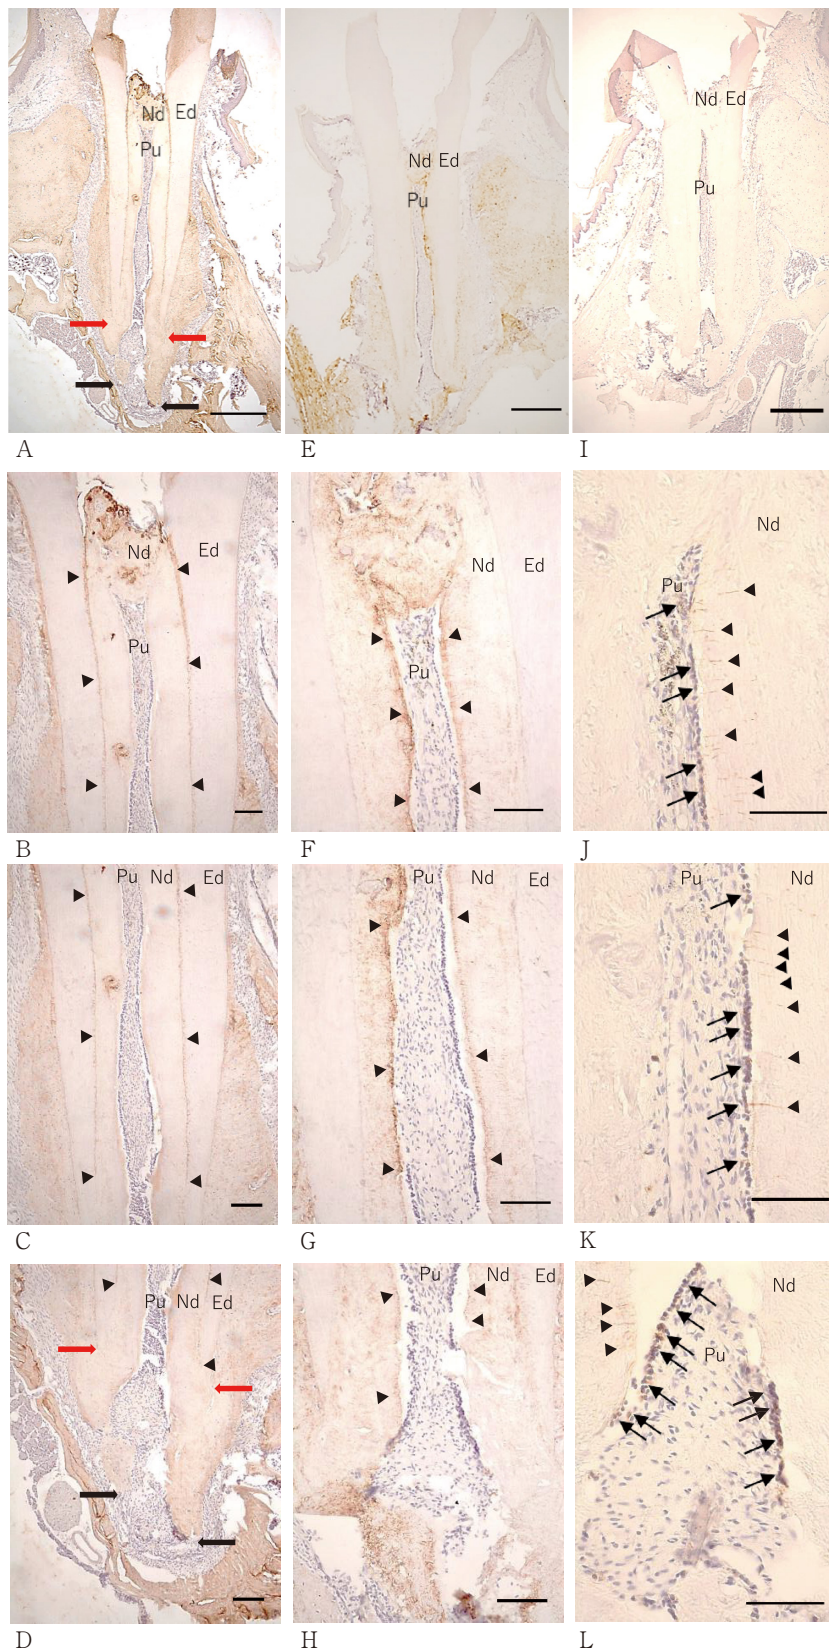 Nd Ed
Pu
A
Nd Ed
Pu
E
Nd Ed
Pu
I
Nd
Ed
Pu
B
Nd
Ed
Pu
F
Nd
Pu
J
Pu Nd Ed
C
Pu Nd Ed
G
Pu Nd
K
Pu Nd Ed
D
Pu Nd Ed
H
Nd
Pu
L